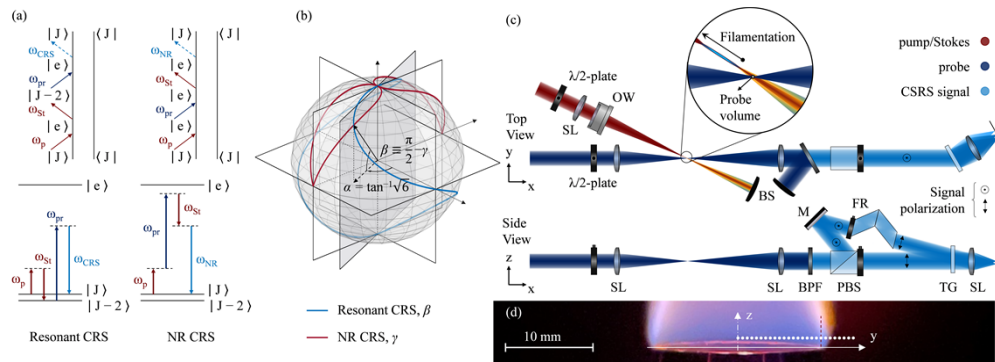 (a)
|J⟩ ⟨J|
ω_CRS
|J⟩
ω_pr
|e⟩
|J−2⟩
ω_St
|e⟩
ω_p
|J⟩ ⟨J|
|J⟩ ⟨J|
ω_NR
|e⟩
ω_St
|J⟩
ω_pr
|e⟩
ω_p
|J⟩ ⟨J|
|e⟩
ω_pr
ω_St
ω_p
ω_CRS
|J⟩
|J−2⟩
Resonant CRS
|e⟩
ω_St
ω_pr
ω_NR
ω_p
|J⟩
|J−2⟩
NR CRS
(b)
β ≡ π/2 −γ
α = tan⁻¹√6
Resonant CRS, β
NR CRS, γ
(c)
Filamentation
Probe
volume
pump/Stokes
probe
CSRS signal
λ/2-plate
SL
OW
Top
View
y
x
λ/2-plate
BS
Signal
polarization
Side
View
z
x
M
FR
SL
SL
BPF
PBS
TG
SL
(d)
10 mm
z
y